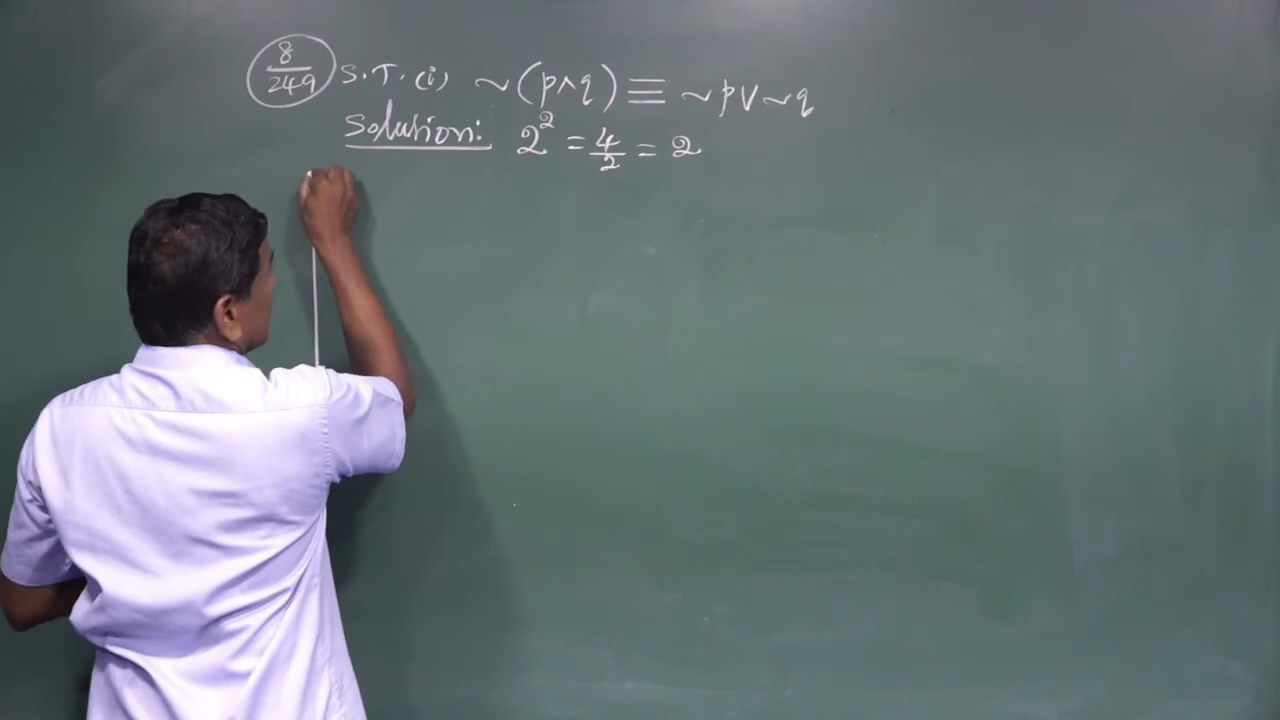 8/249 S.T. (i) ~(p∧q) ≡ ~p∨~q
Solution: 2² = 4/2 = 2